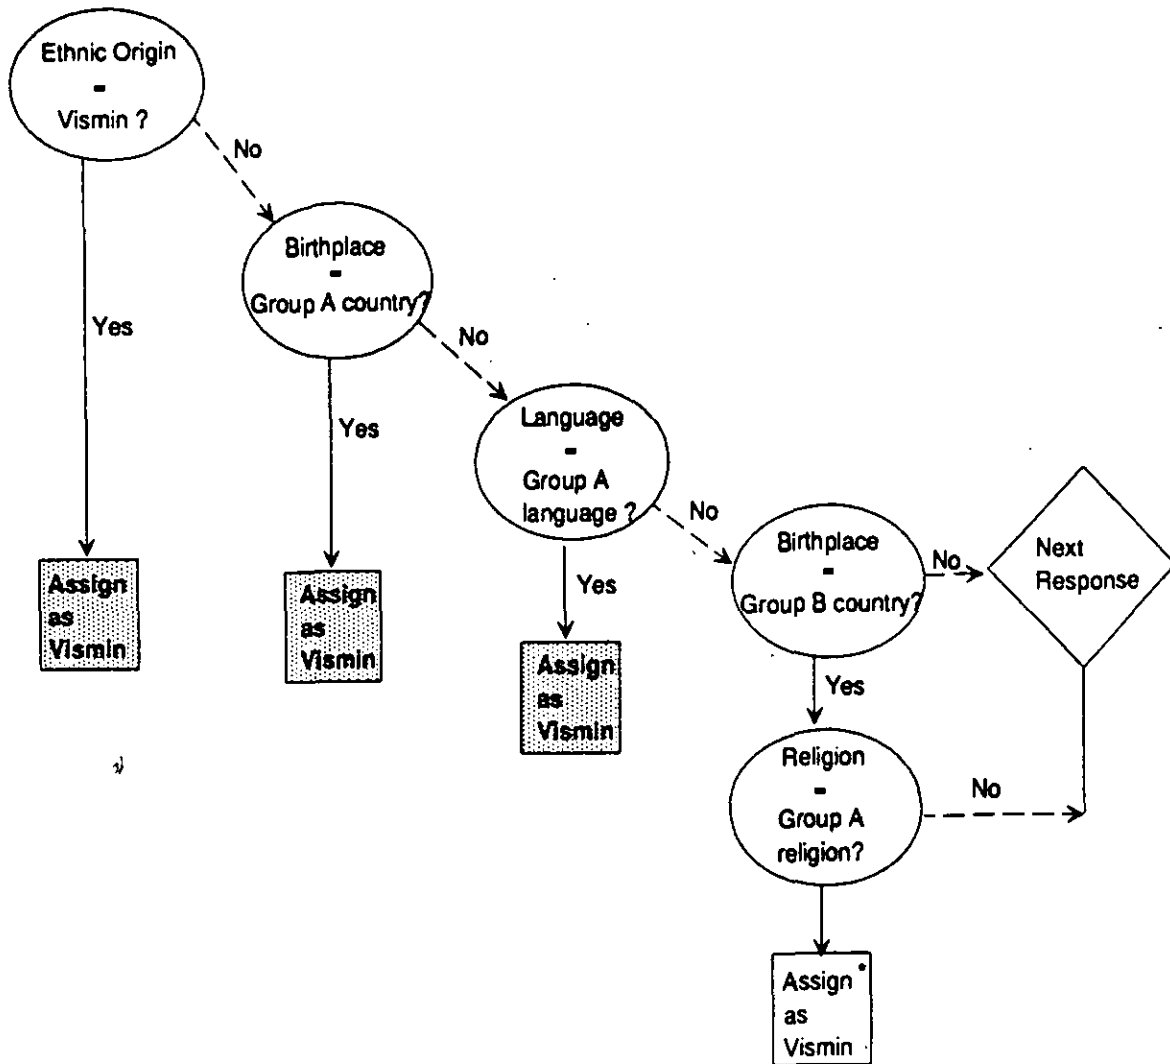 Ethnic Origin
=
Vismin ?
No
Yes
Birthplace
=
Group A country?
No
Yes
Language
=
Group A
language ?
No
Yes
Birthplace
=
Group B country?
No
Yes
Next
Response
Religion
=
Group A
religion?
No
Assign
as
Vismin
Assign
as
Vismin
Assign
as
Vismin
Assign *
as
Vismin